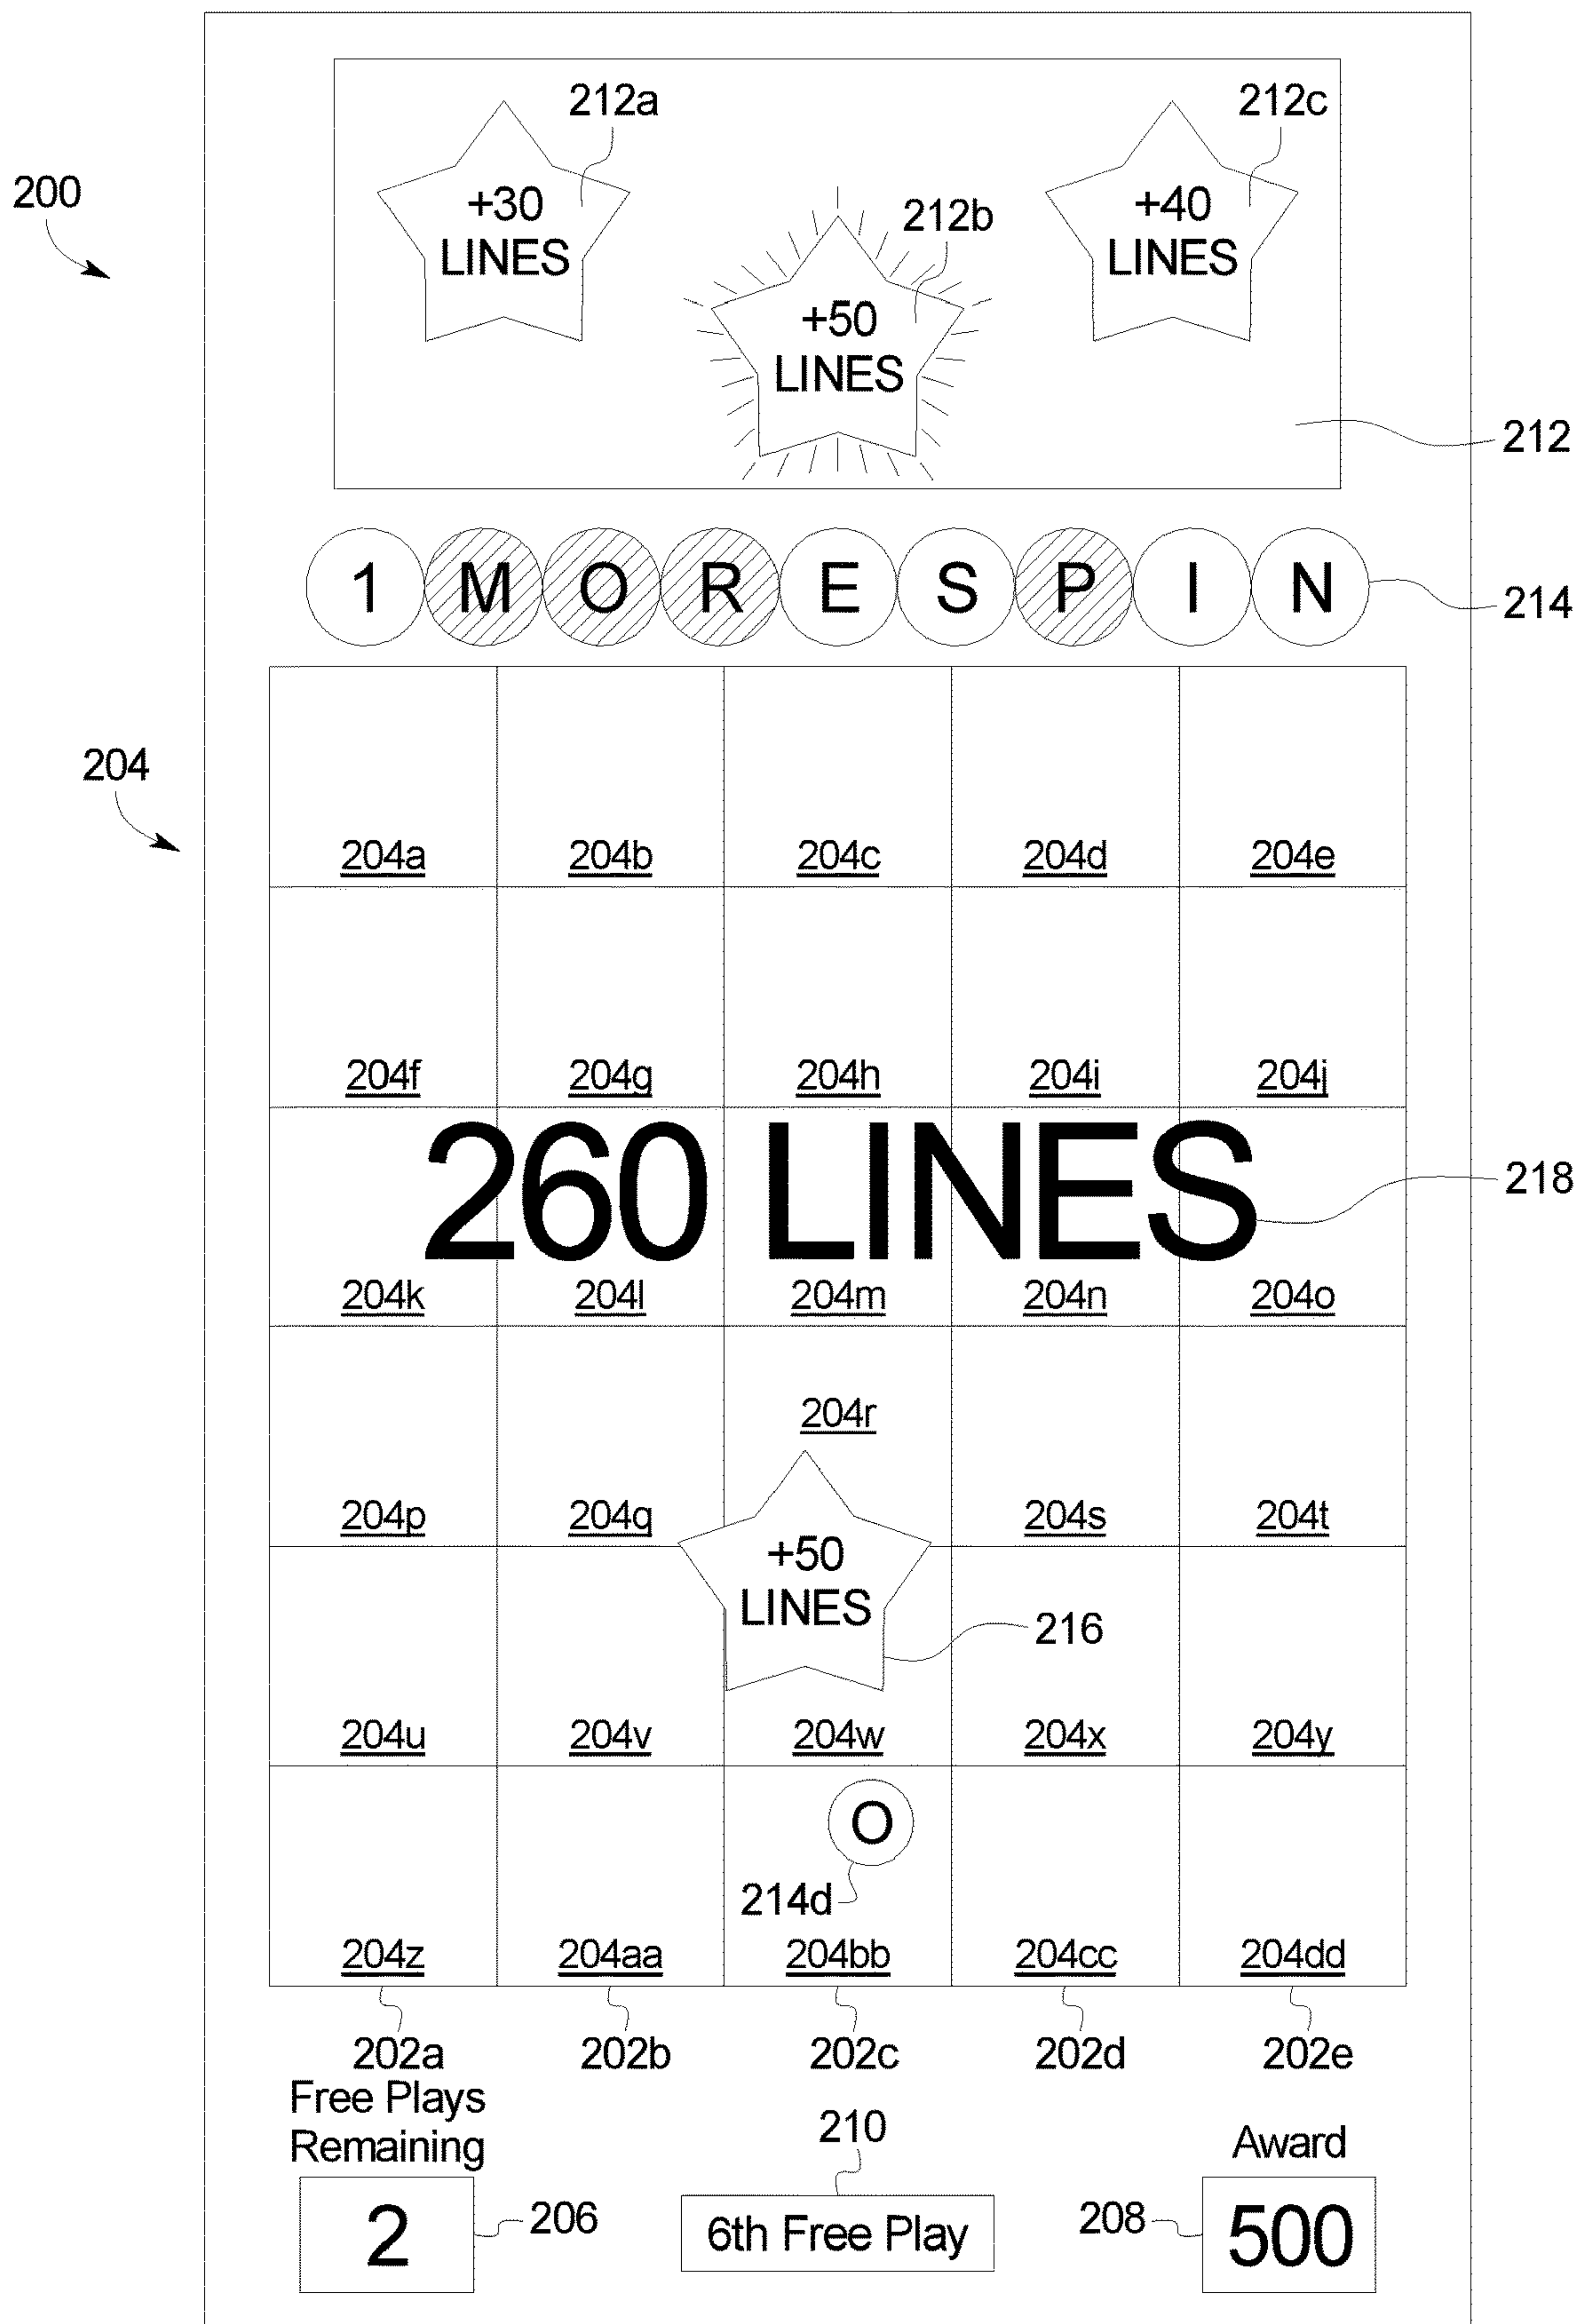 212a
212c
200
+30
LINES
212b
+40
LINES
+50
LINES
212
1 M O R E S P I N
214
204
204a 204b 204c 204d 204e
204f 204g 204h 204i 204j
260 LINES
218
204k 204l 204m 204n 204o
204r
204p 204q 204s 204t
+50
LINES
216
204u 204v 204w 204x 204y
O
214d
204z 204aa 204bb 204cc 204dd
202a 202b 202c 202d 202e
Free Plays
Remaining
210
Award
2
206
6th Free Play
208
500